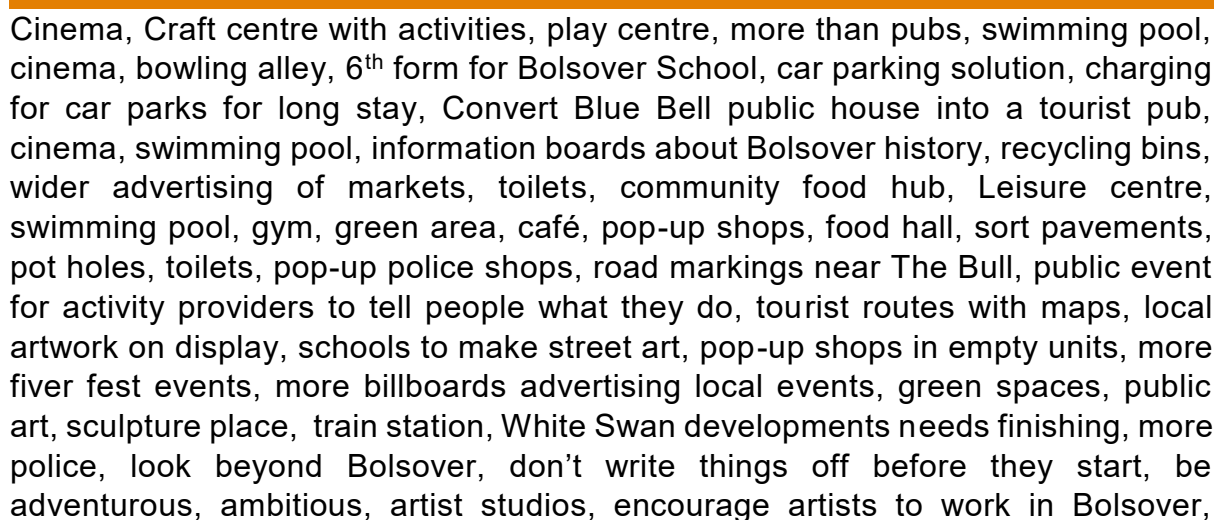 Cinema, Craft centre with activities, play centre, more than pubs, swimming pool,
cinema, bowling alley, 6th form for Bolsover School, car parking solution, charging
for car parks for long stay, Convert Blue Bell public house into a tourist pub,
cinema, swimming pool, information boards about Bolsover history, recycling bins,
wider advertising of markets, toilets, community food hub, Leisure centre,
swimming pool, gym, green area, café, pop-up shops, food hall, sort pavements,
pot holes, toilets, pop-up police shops, road markings near The Bull, public event
for activity providers to tell people what they do, tourist routes with maps, local
artwork on display, schools to make street art, pop-up shops in empty units, more
fiver fest events, more billboards advertising local events, green spaces, public
art, sculpture place, train station, White Swan developments needs finishing, more
police, look beyond Bolsover, don’t write things off before they start, be
adventurous, ambitious, artist studios, encourage artists to work in Bolsover,